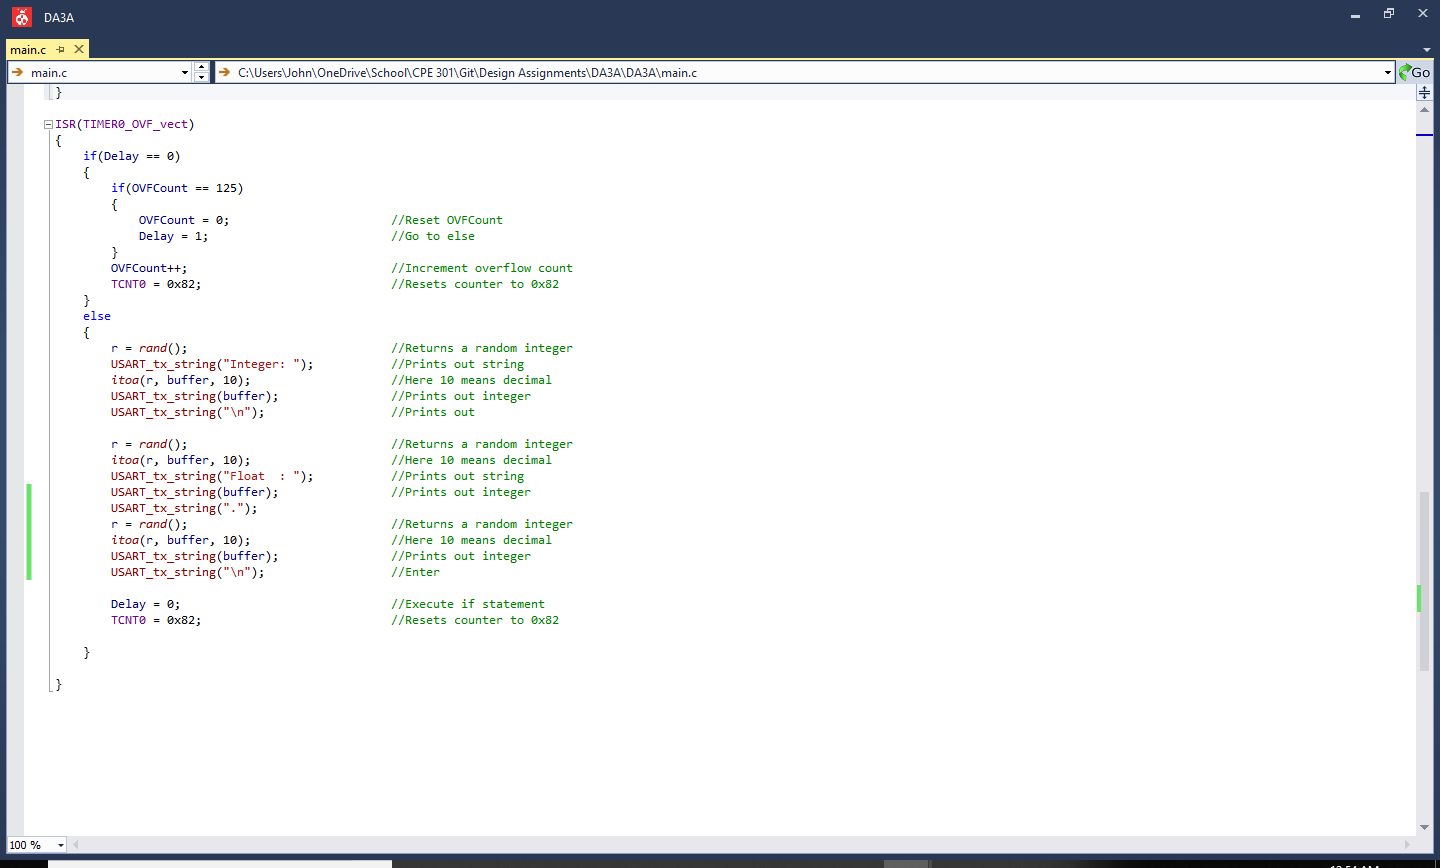 DA3A
main.c
main.c
C:\Users\John\OneDrive\School\CPE 301\Git\Design Assignments\DA3A\DA3A\main.c
Go
}
ISR(TIMER0_OVF_vect)
{
if(Delay == 0)
{
if(OVFCount == 125)
{
OVFCount = 0; //Reset OVFCount
Delay = 1; //Go to else
}
OVFCount++; //Increment overflow count
TCNT0 = 0x82; //Resets counter to 0x82
}
else
{
r = rand(); //Returns a random integer
USART_tx_string("Integer: "); //Prints out string
itoa(r, buffer, 10); //Here 10 means decimal
USART_tx_string(buffer); //Prints out integer
USART_tx_string("\n"); //Prints out
r = rand(); //Returns a random integer
itoa(r, buffer, 10); //Here 10 means decimal
USART_tx_string("Float  : "); //Prints out string
USART_tx_string(buffer); //Prints out integer
USART_tx_string(".");
r = rand(); //Returns a random integer
itoa(r, buffer, 10); //Here 10 means decimal
USART_tx_string(buffer); //Prints out integer
USART_tx_string("\n"); //Enter
Delay = 0; //Execute if statement
TCNT0 = 0x82; //Resets counter to 0x82
}
}
100 %